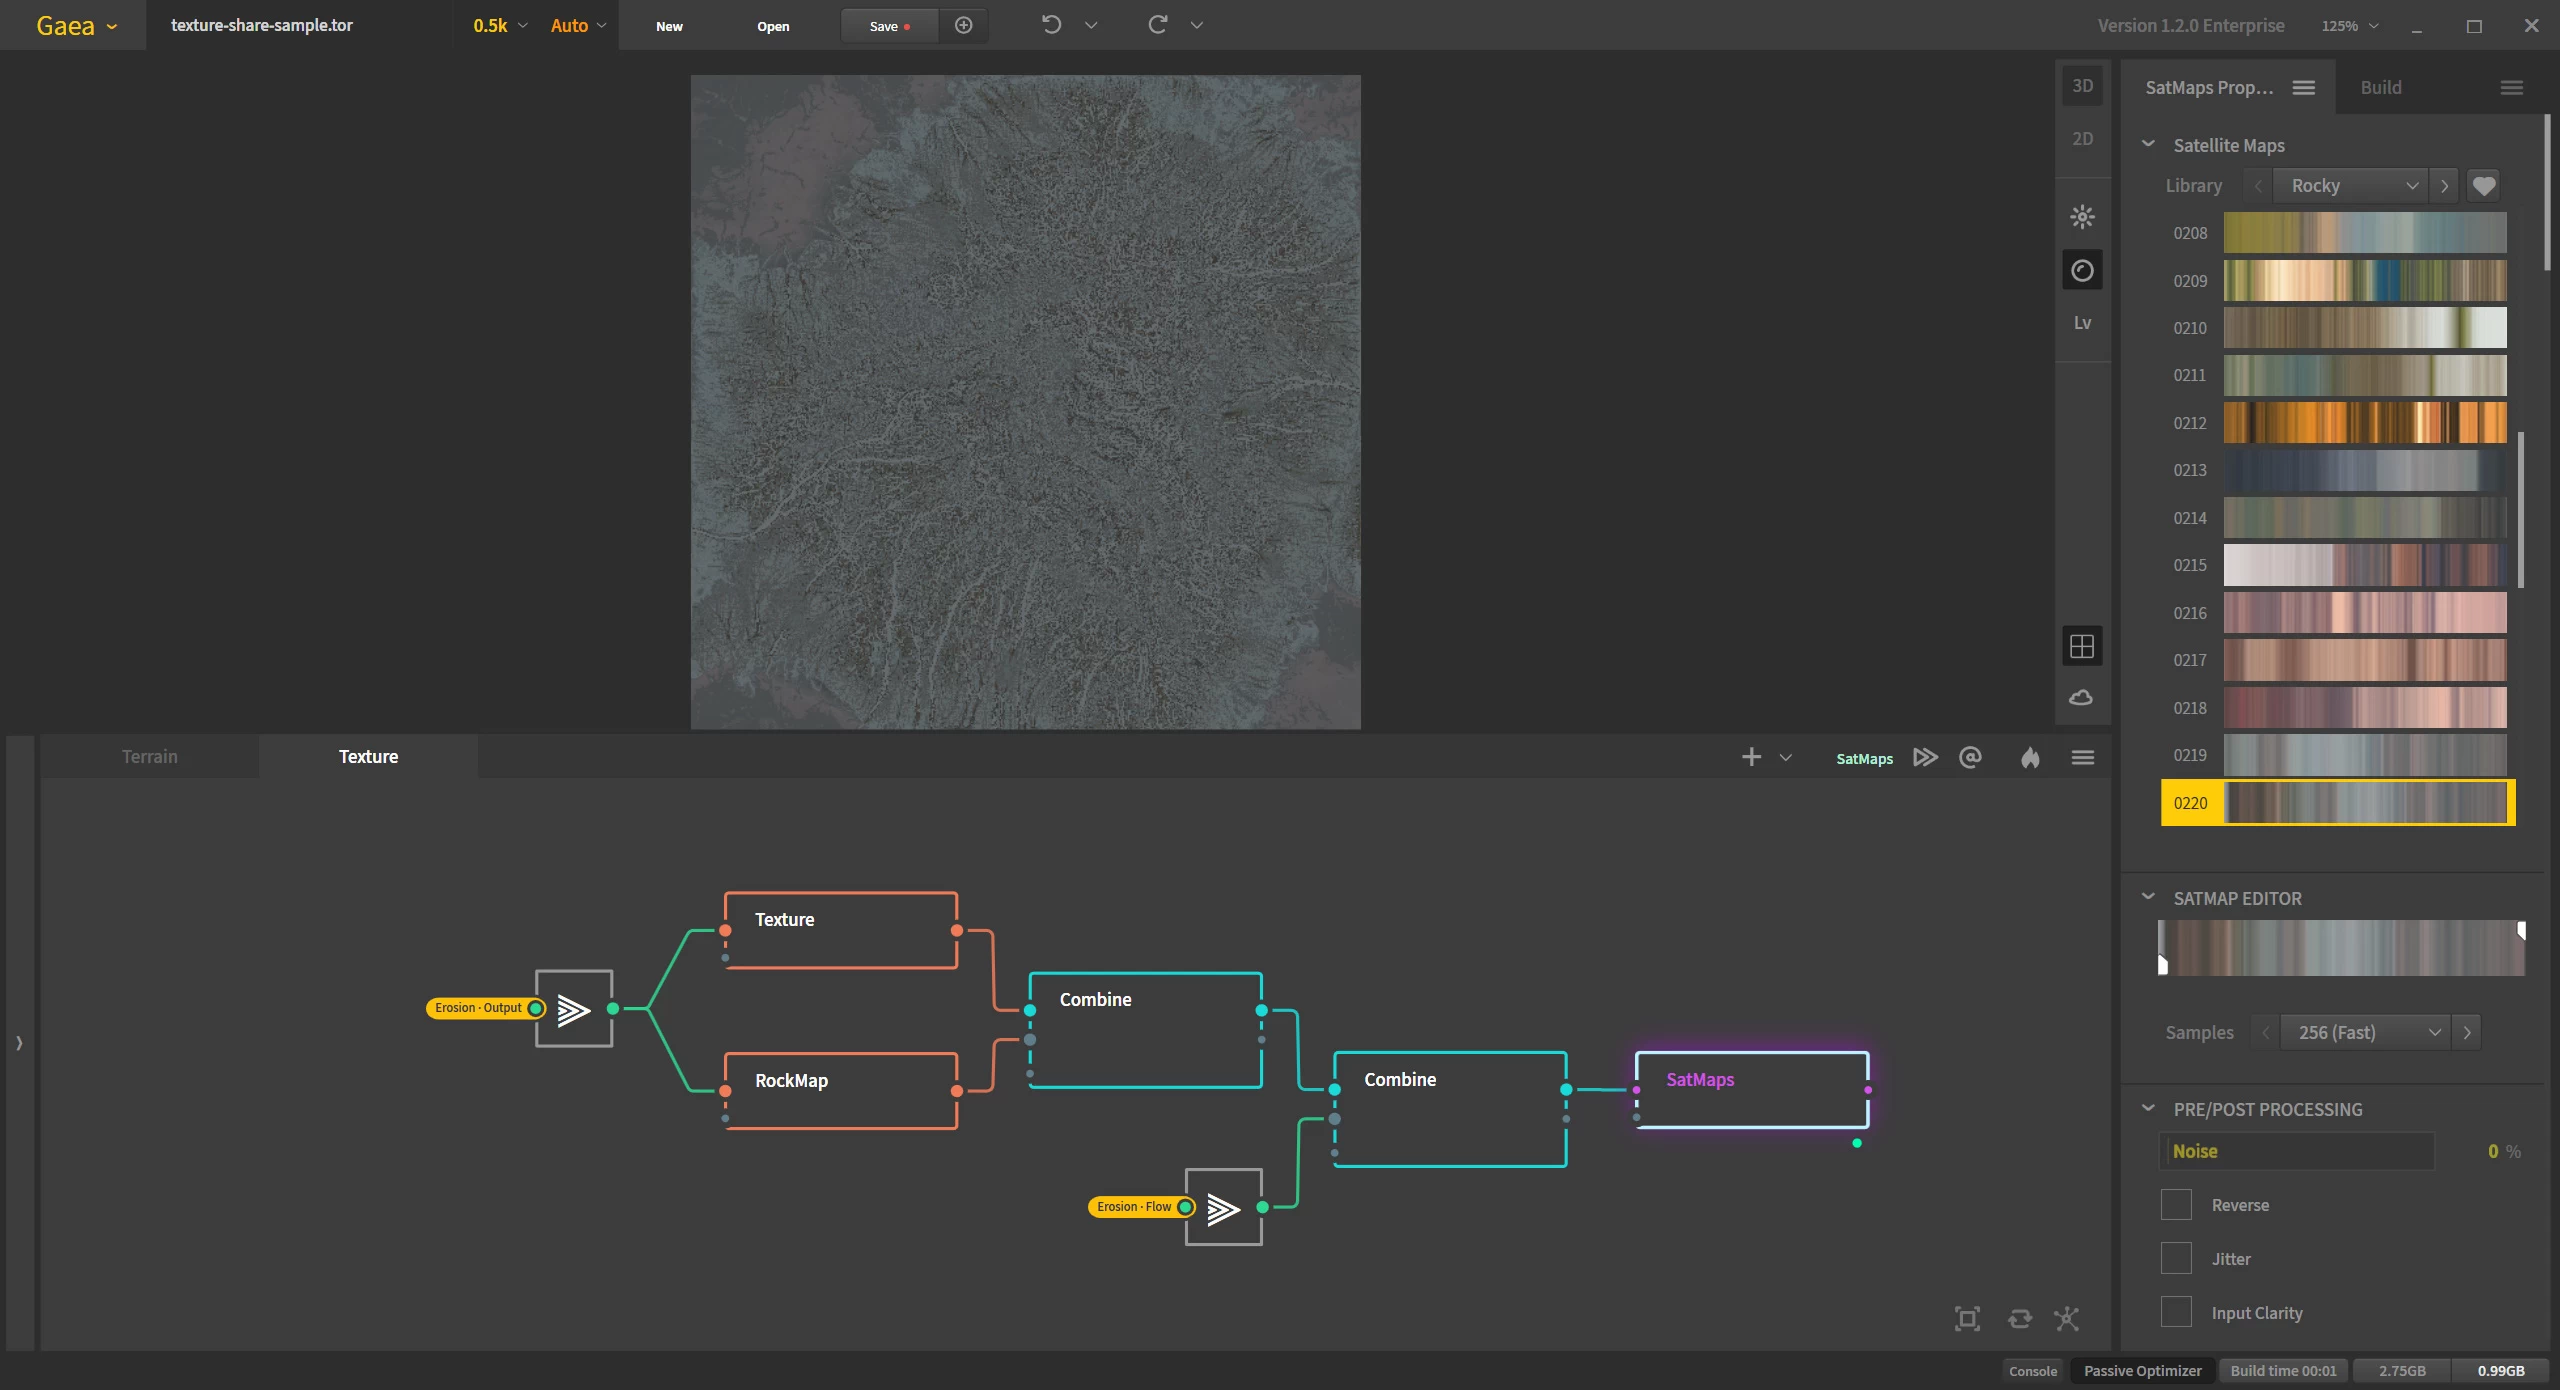 Gaea
texture-share-sample.tor
0.5k
Auto
New
Open
Save
Version 1.2.0 Enterprise
125%
3D
2D
Lv
SatMaps Prop...
Build
Satellite Maps
Library
Rocky
0208
0209
0210
0211
0212
0213
0214
0215
0216
0217
0218
0219
0220
SATMAP EDITOR
Samples
256 (Fast)
PRE/POST PROCESSING
Noise
0 %
Reverse
Jitter
Input Clarity
Terrain
Texture
SatMaps
Texture
Erosion · Output
Combine
RockMap
Combine
SatMaps
Erosion · Flow
Console
Passive Optimizer
Build time 00:01
2.75GB
0.99GB